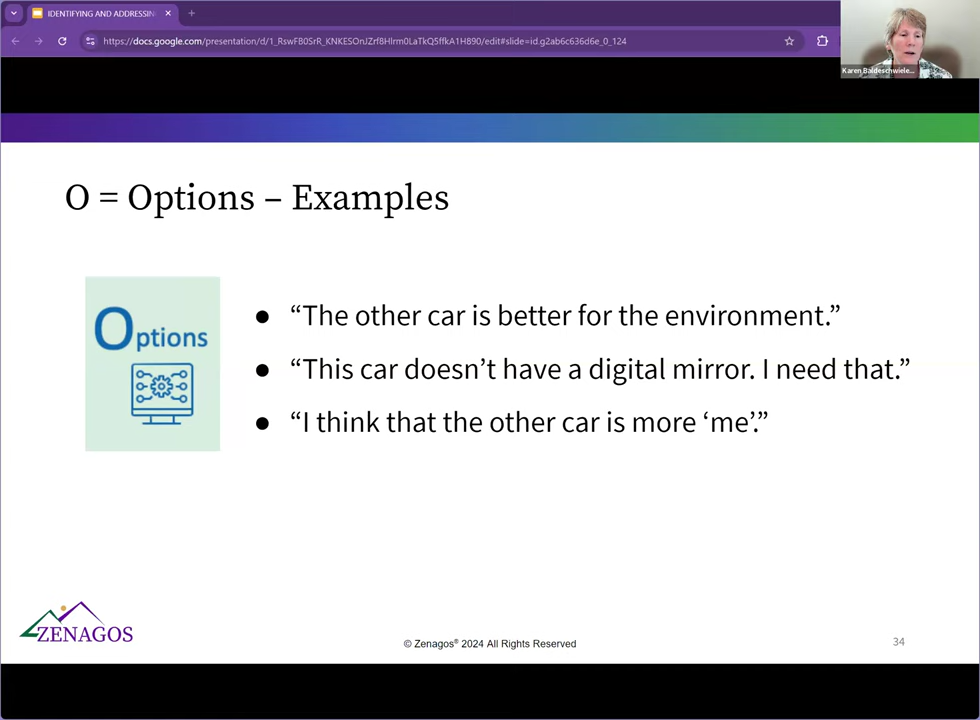 IDENTIFYING AND ADDRESSIN
https://docs.google.com/presentation/d/1_RswFB0SrR_KNKESOnJZrf8Hlrm0LaTkQ5ffkA1H890/edit#slide=id.g2ab6c636d6e_0_124
Karen Baldeschwiele...
O = Options – Examples
Options
● “The other car is better for the environment.”
● “This car doesn’t have a digital mirror. I need that.”
● “I think that the other car is more ‘me’.”
ZENAGOS
© Zenagos® 2024 All Rights Reserved
34